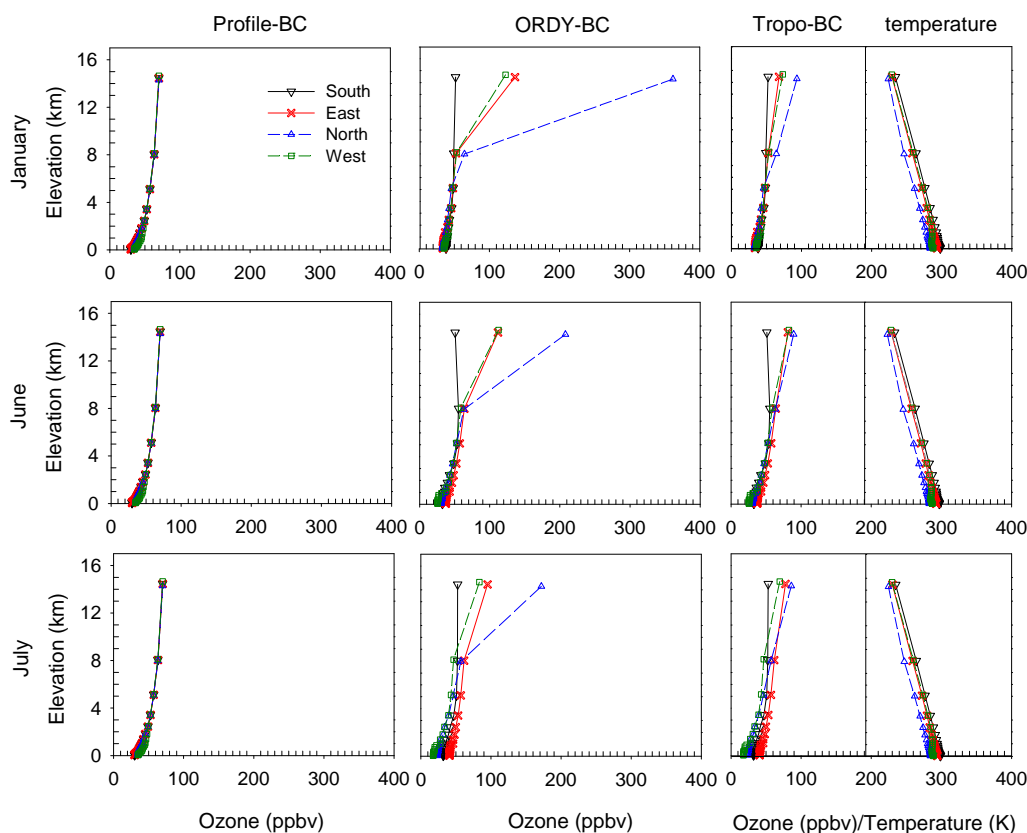 Profile-BC ORDY-BC Tropo-BC temperature
January
Elevation (km)
16
12
8
4
0
South
East
North
West
0 100 200 300 400
0 100 200 300 400
0 100 200 300 400
June
Elevation (km)
16
12
8
4
0
0 100 200 300 400
0 100 200 300 400
0 100 200 300 400
July
Elevation (km)
16
12
8
4
0
0 100 200 300 400
0 100 200 300 400
0 100 200 300 400
Ozone (ppbv) Ozone (ppbv) Ozone (ppbv)/Temperature (K)